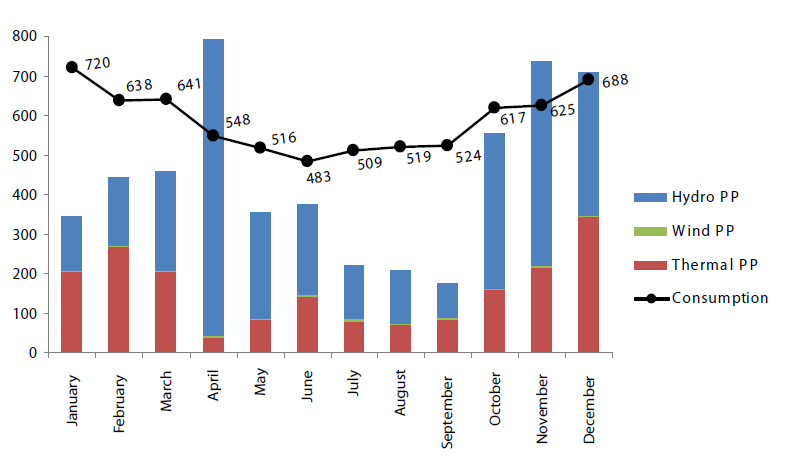 800
700
600
500
400
300
200
100
0
720
638
641
548
516
483
509
519
524
617
625
688
January
February
March
April
May
June
July
August
September
October
November
December
Hydro PP
Wind PP
Thermal PP
Consumption